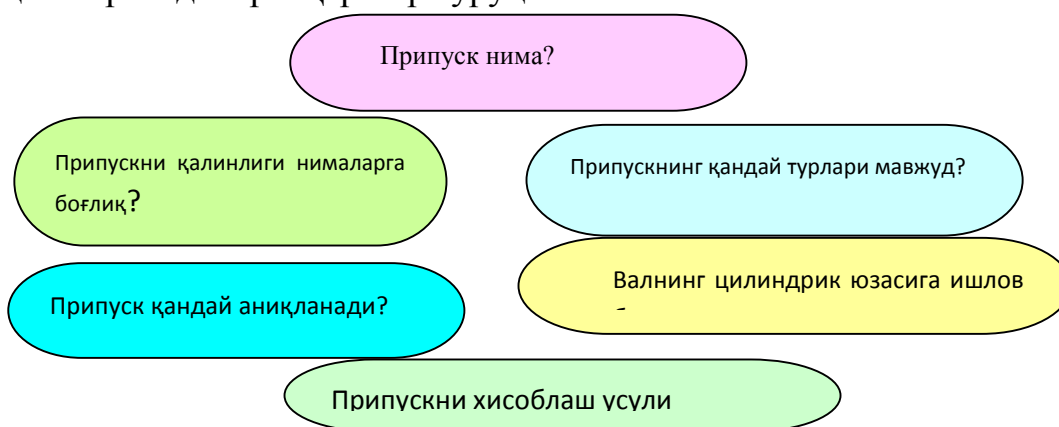 Припуск нима?
Припускни қалинлиги нималарга
боғлиқ?
Припускнинг қандай турлари мавжуд?
Припуск қандай аниқланади?
Валнинг цилиндрик юзасига ишлов
Припускни хисоблаш усули